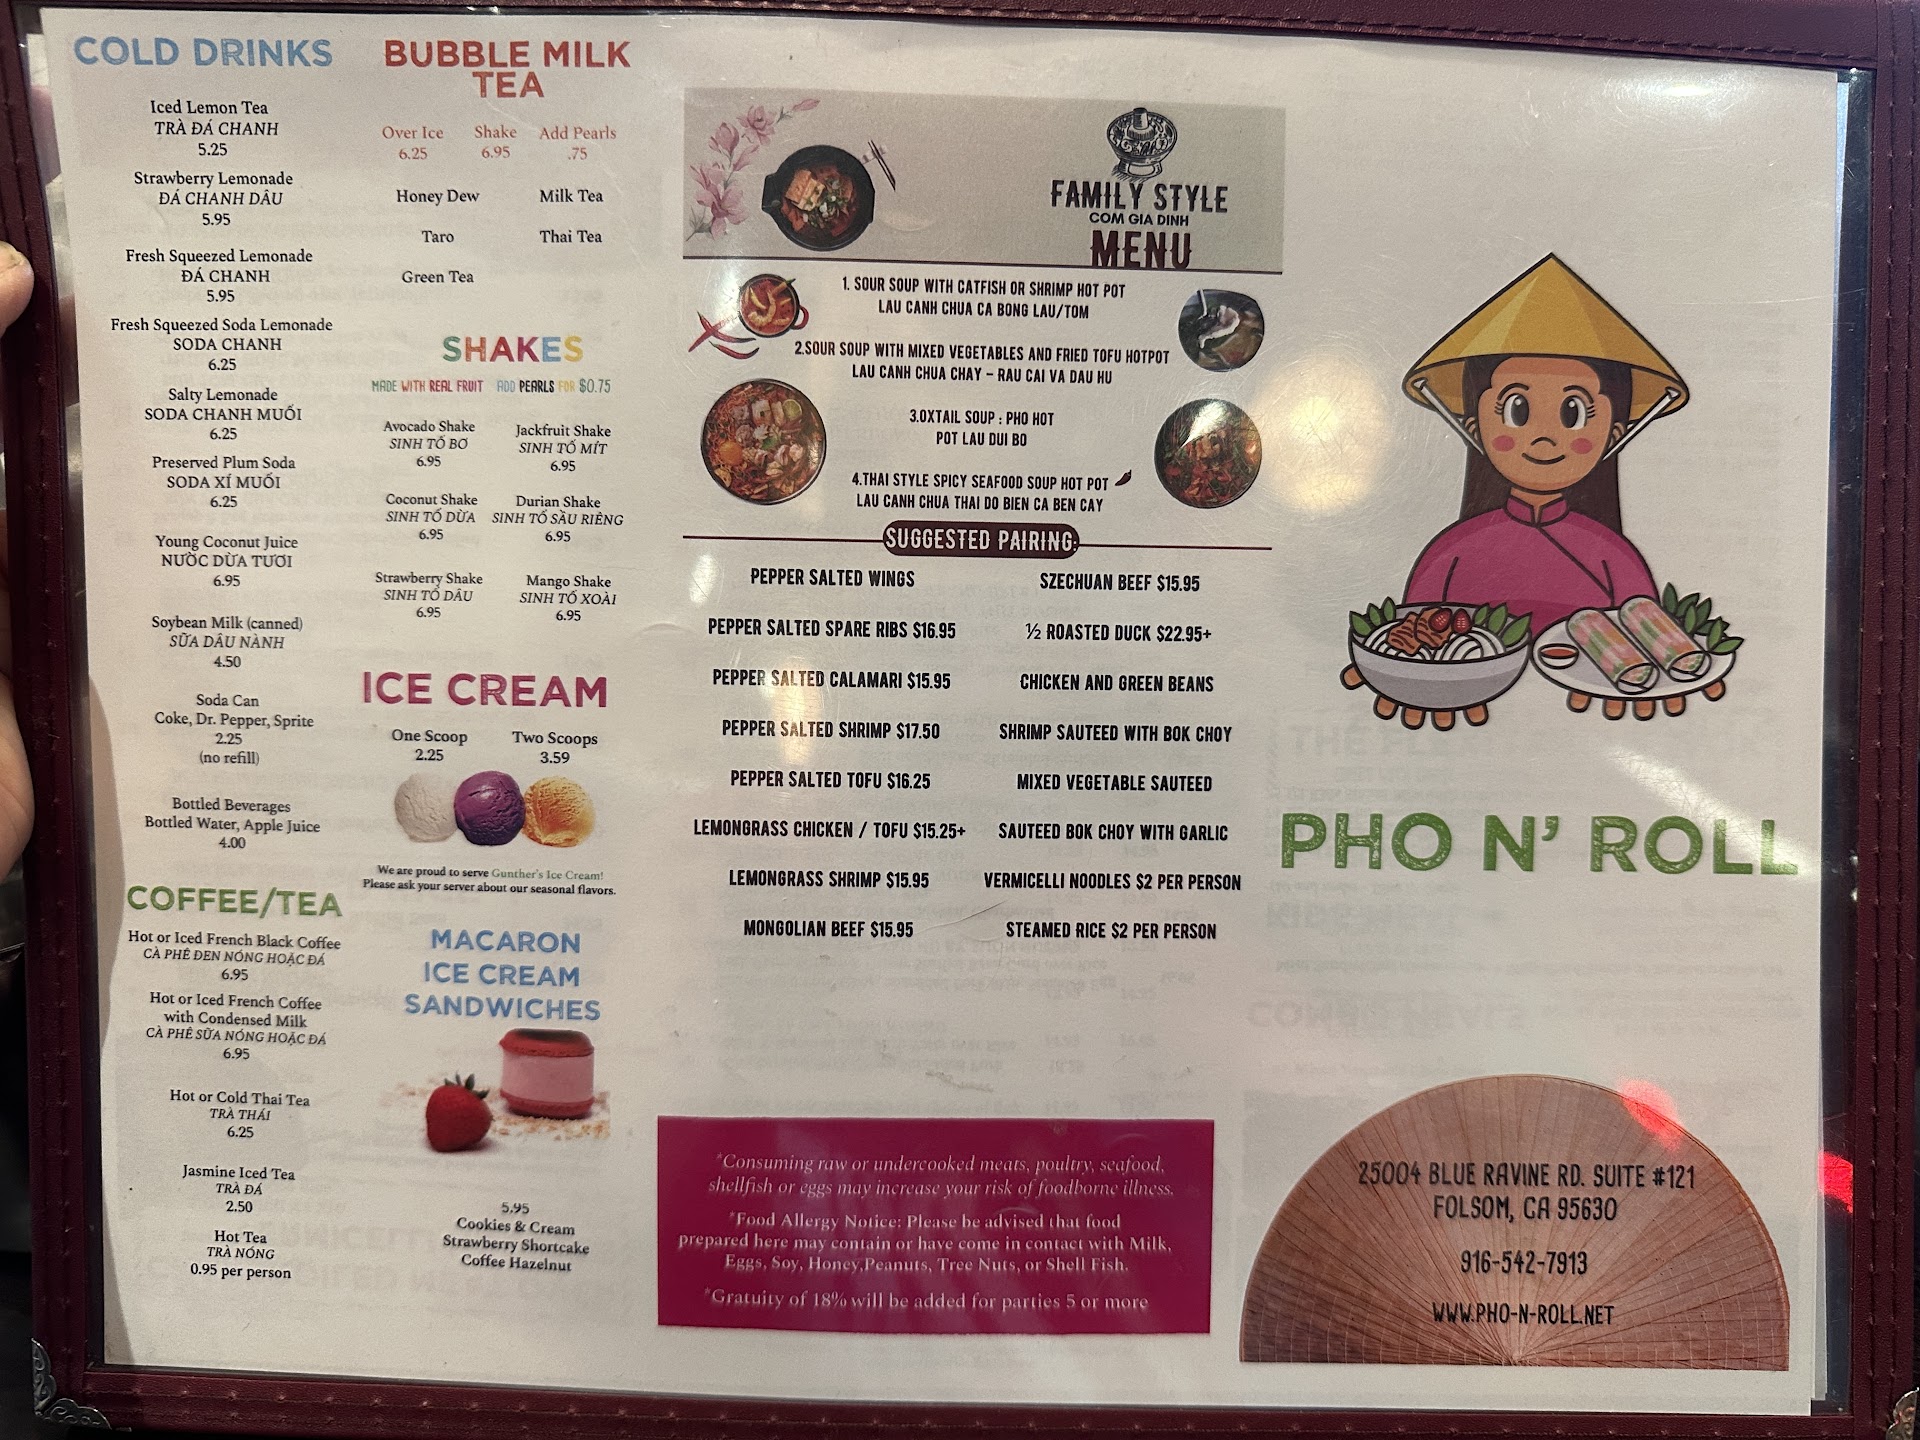 COLD DRINKS
Iced Lemon Tea
TRÀ ĐÁ CHANH
5.25
Strawberry Lemonade
ĐÁ CHANH DÂU
5.95
Fresh Squeezed Lemonade
ĐÁ CHANH
5.95
Fresh Squeezed Soda Lemonade
SODA CHANH
6.25
Salty Lemonade
SODA CHANH MUỐI
6.25
Preserved Plum Soda
SODA XÍ MUỐI
6.25
Young Coconut Juice
NƯỚC DỪA TƯƠI
6.95
Soybean Milk (canned)
SỮA DÂU NÀNH
4.50
Soda Can
Coke, Dr. Pepper, Sprite
2.25
(no refill)
Bottled Beverages
Bottled Water, Apple Juice
4.00
COFFEE/TEA
Hot or Iced French Black Coffee
CÀ PHÊ ĐEN NÓNG HOẶC ĐÁ
6.95
Hot or Iced French Coffee
with Condensed Milk
CÀ PHÊ SỮA NÓNG HOẶC ĐÁ
6.95
Hot or Cold Thai Tea
TRÀ THÁI
6.25
Jasmine Iced Tea
TRÀ ĐÁ
2.50
Hot Tea
TRÀ NÓNG
0.95 per person
BUBBLE MILK
TEA
Over Ice Shake Add Pearls
6.25 6.95 .75
Honey Dew Milk Tea
Taro Thai Tea
Green Tea
SHAKES
MADE WITH REAL FRUIT ADD PEARLS FOR $0.75
Avocado Shake
SINH TỐ BƠ
6.95
Jackfruit Shake
SINH TỐ MÍT
6.95
Coconut Shake
SINH TỐ DỪA
6.95
Durian Shake
SINH TỐ SẦU RIÊNG
6.95
Strawberry Shake
SINH TỐ DÂU
6.95
Mango Shake
SINH TỐ XOÀI
6.95
ICE CREAM
One Scoop Two Scoops
2.25 3.59
We are proud to serve Gunther's Ice Cream!
Please ask your server about our seasonal flavors.
MACARON
ICE CREAM
SANDWICHES
5.95
Cookies & Cream
Strawberry Shortcake
Coffee Hazelnut
FAMILY STYLE
COM GIA DINH
MENU
1. SOUR SOUP WITH CATFISH OR SHRIMP HOT POT
LAU CANH CHUA CA BONG LAU/TOM
2.SOUR SOUP WITH MIXED VEGETABLES AND FRIED TOFU HOTPOT
LAU CANH CHUA CHAY - RAU CAI VA DAU HU
3.OXTAIL SOUP : PHO HOT
POT LAU DUI BO
4.THAI STYLE SPICY SEAFOOD SOUP HOT POT
LAU CANH CHUA THAI DO BIEN CA BEN CAY
SUGGESTED PAIRING:
PEPPER SALTED WINGS
PEPPER SALTED SPARE RIBS $16.95
PEPPER SALTED CALAMARI $15.95
PEPPER SALTED SHRIMP $17.50
PEPPER SALTED TOFU $16.25
LEMONGRASS CHICKEN / TOFU $15.25+
LEMONGRASS SHRIMP $15.95
MONGOLIAN BEEF $15.95
SZECHUAN BEEF $15.95
½ ROASTED DUCK $22.95+
CHICKEN AND GREEN BEANS
SHRIMP SAUTEED WITH BOK CHOY
MIXED VEGETABLE SAUTEED
SAUTEED BOK CHOY WITH GARLIC
VERMICELLI NOODLES $2 PER PERSON
STEAMED RICE $2 PER PERSON
*Consuming raw or undercooked meats, poultry, seafood,
shellfish or eggs may increase your risk of foodborne illness.
*Food Allergy Notice: Please be advised that food
prepared here may contain or have come in contact with Milk,
Eggs, Soy, Honey,Peanuts, Tree Nuts, or Shell Fish.
*Gratuity of 18% will be added for parties 5 or more
PHO N' ROLL
25004 BLUE RAVINE RD. SUITE #121
FOLSOM, CA 95630
916-542-7913
WWW.PHO-N-ROLL.NET